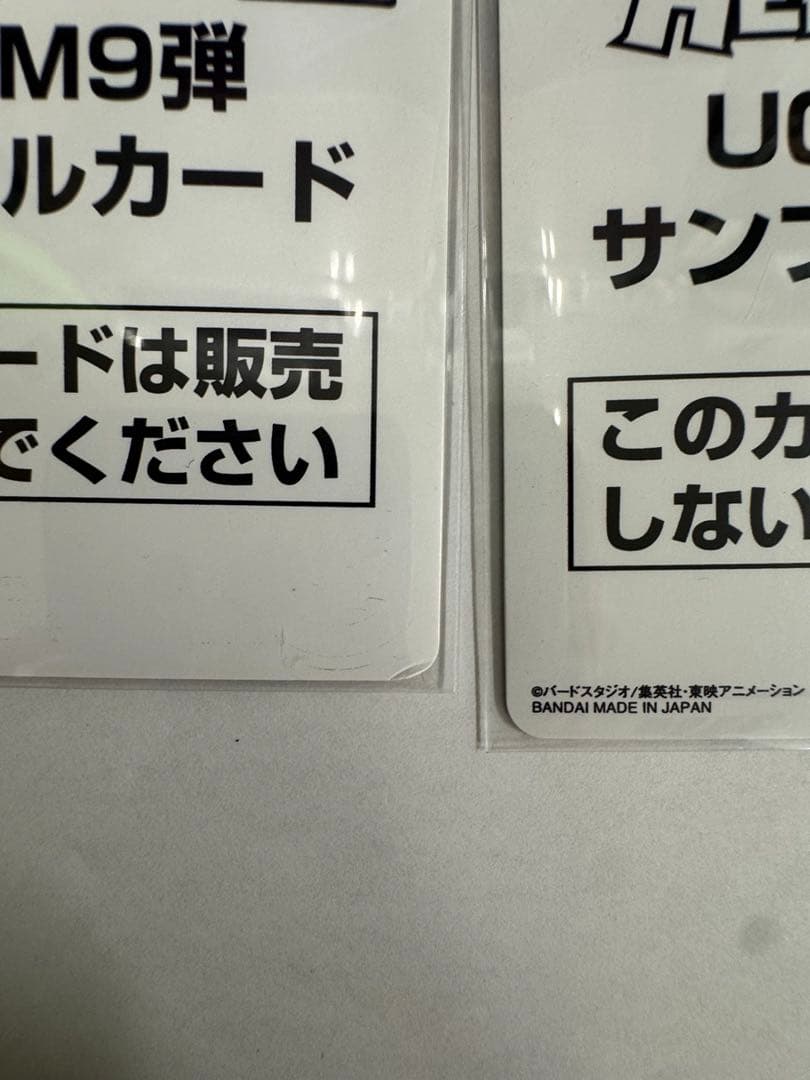 M9弾
ルカード
ードは販売
でください
サンプ
このカ
しない
©バードスタジオ/集英社・東映アニメーション
BANDAI MADE IN JAPAN